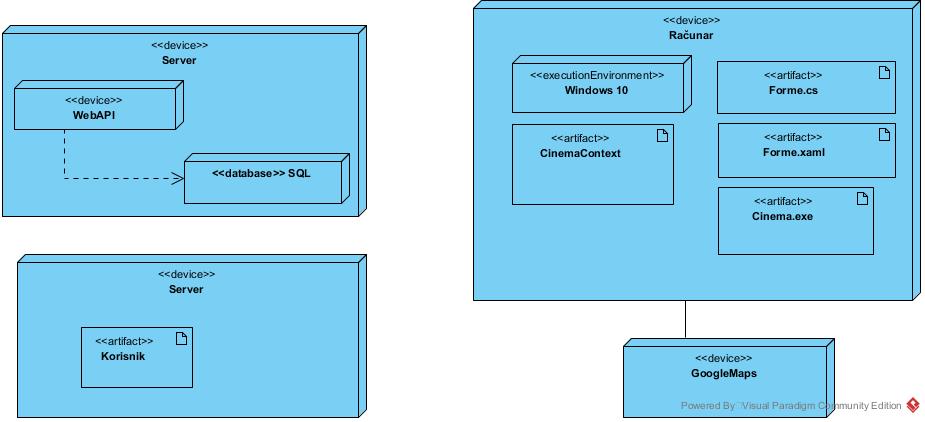 <<device>>
Server
<<device>>
WebAPI
<<database>> SQL
<<device>>
Server
<<artifact>>
Korisnik
<<device>>
Računar
<<executionEnvironment>>
Windows 10
<<artifact>>
CinemaContext
<<artifact>>
Forme.cs
<<artifact>>
Forme.xaml
<<artifact>>
Cinema.exe
<<device>>
GoogleMaps
Powered By Visual Paradigm Community Edition